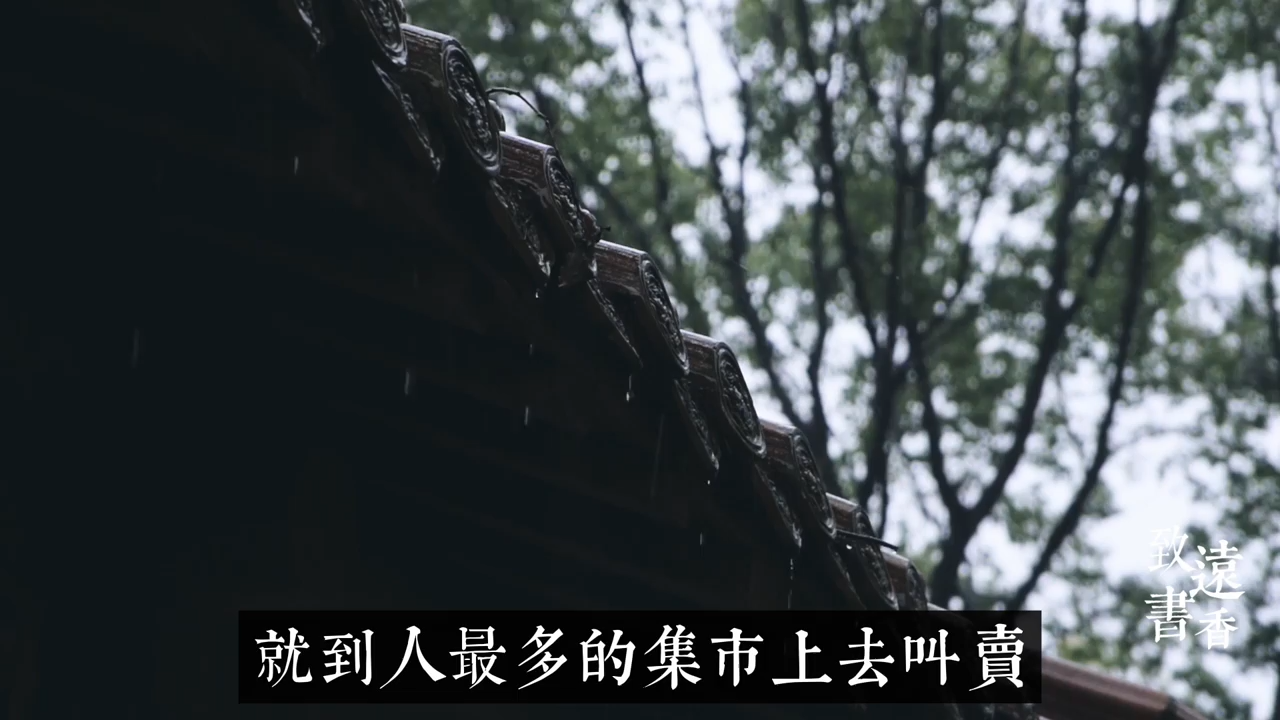 致遠
書香
就到人最多的集市上去叫賣